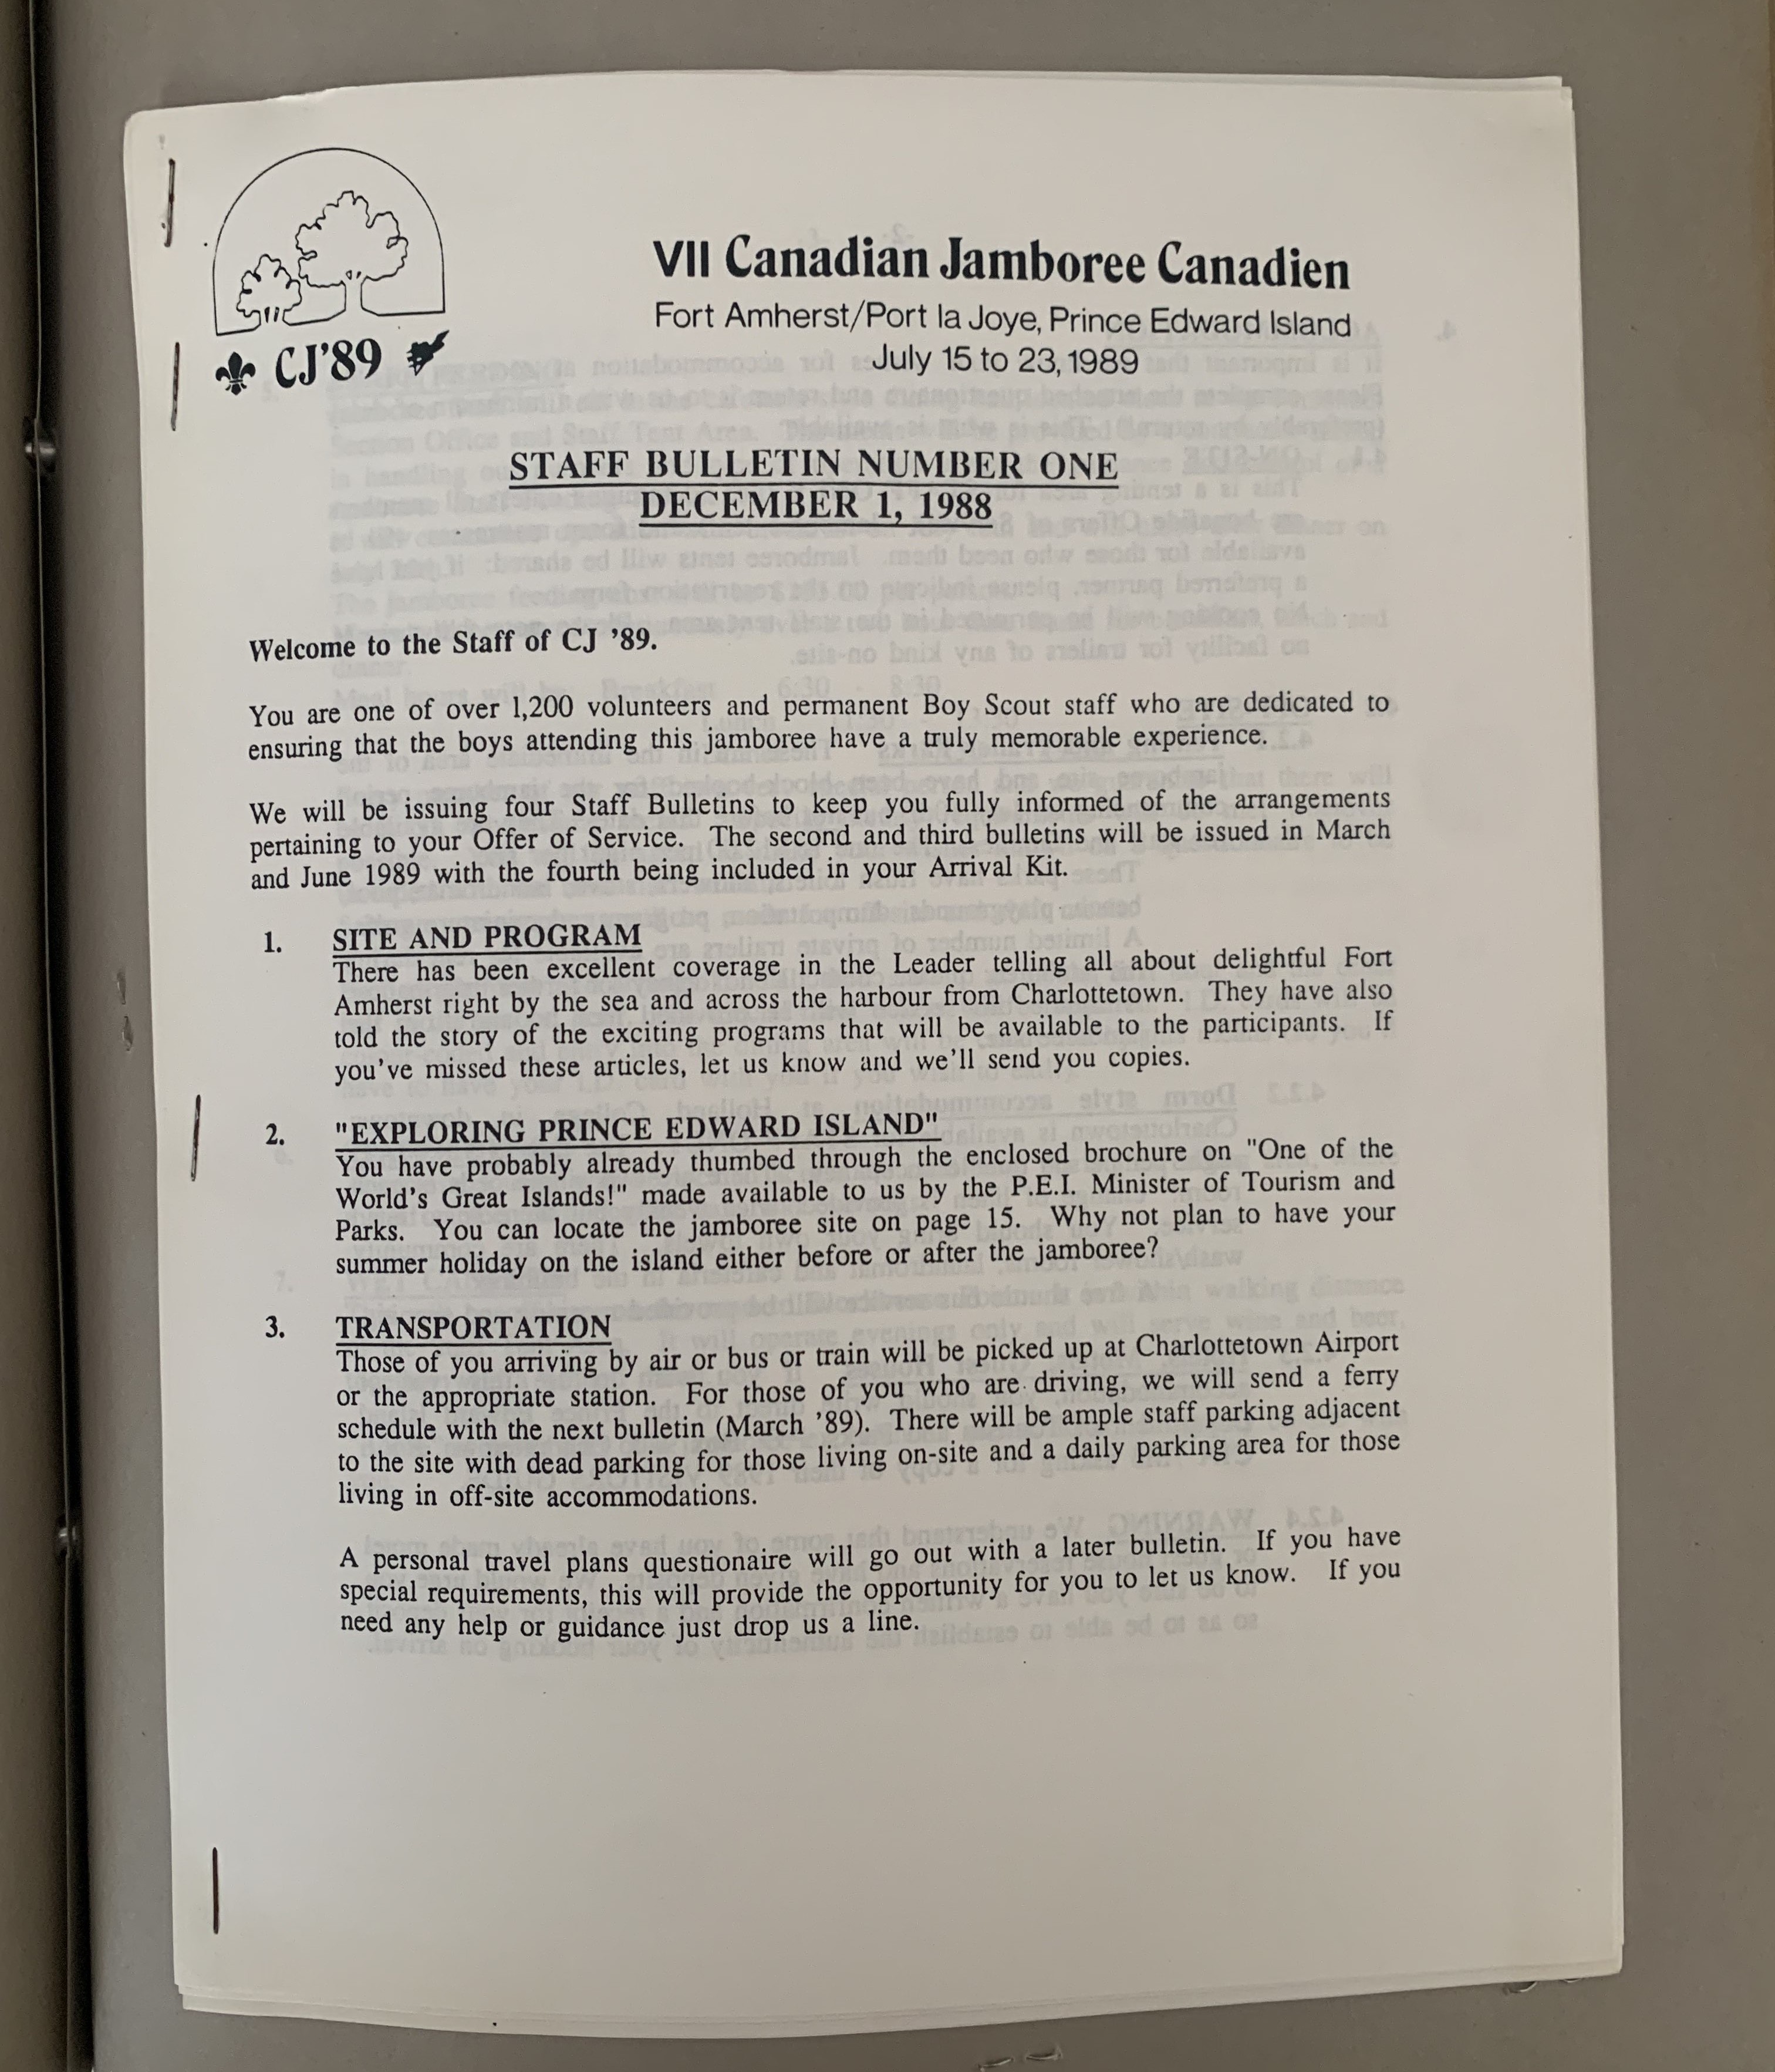 VII Canadian Jamboree Canadien
Fort Amherst/Port la Joye, Prince Edward Island
July 15 to 23, 1989
CJ'89
STAFF BULLETIN NUMBER ONE
DECEMBER 1, 1988
Welcome to the Staff of CJ '89.
You are one of over 1,200 volunteers and permanent Boy Scout staff who are dedicated to
ensuring that the boys attending this jamboree have a truly memorable experience.
We will be issuing four Staff Bulletins to keep you fully informed of the arrangements
pertaining to your Offer of Service. The second and third bulletins will be issued in March
and June 1989 with the fourth being included in your Arrival Kit.
1. SITE AND PROGRAM
There has been excellent coverage in the Leader telling all about delightful Fort
Amherst right by the sea and across the harbour from Charlottetown. They have also
told the story of the exciting programs that will be available to the participants. If
you've missed these articles, let us know and we'll send you copies.
2. "EXPLORING PRINCE EDWARD ISLAND"
You have probably already thumbed through the enclosed brochure on "One of the
World's Great Islands!" made available to us by the P.E.I. Minister of Tourism and
Parks. You can locate the jamboree site on page 15. Why not plan to have your
summer holiday on the island either before or after the jamboree?
3. TRANSPORTATION
Those of you arriving by air or bus or train will be picked up at Charlottetown Airport
or the appropriate station. For those of you who are driving, we will send a ferry
schedule with the next bulletin (March '89). There will be ample staff parking adjacent
to the site with dead parking for those living on-site and a daily parking area for those
living in off-site accommodations.
A personal travel plans questionaire will go out with a later bulletin. If you have
special requirements, this will provide the opportunity for you to let us know. If you
need any help or guidance just drop us a line.